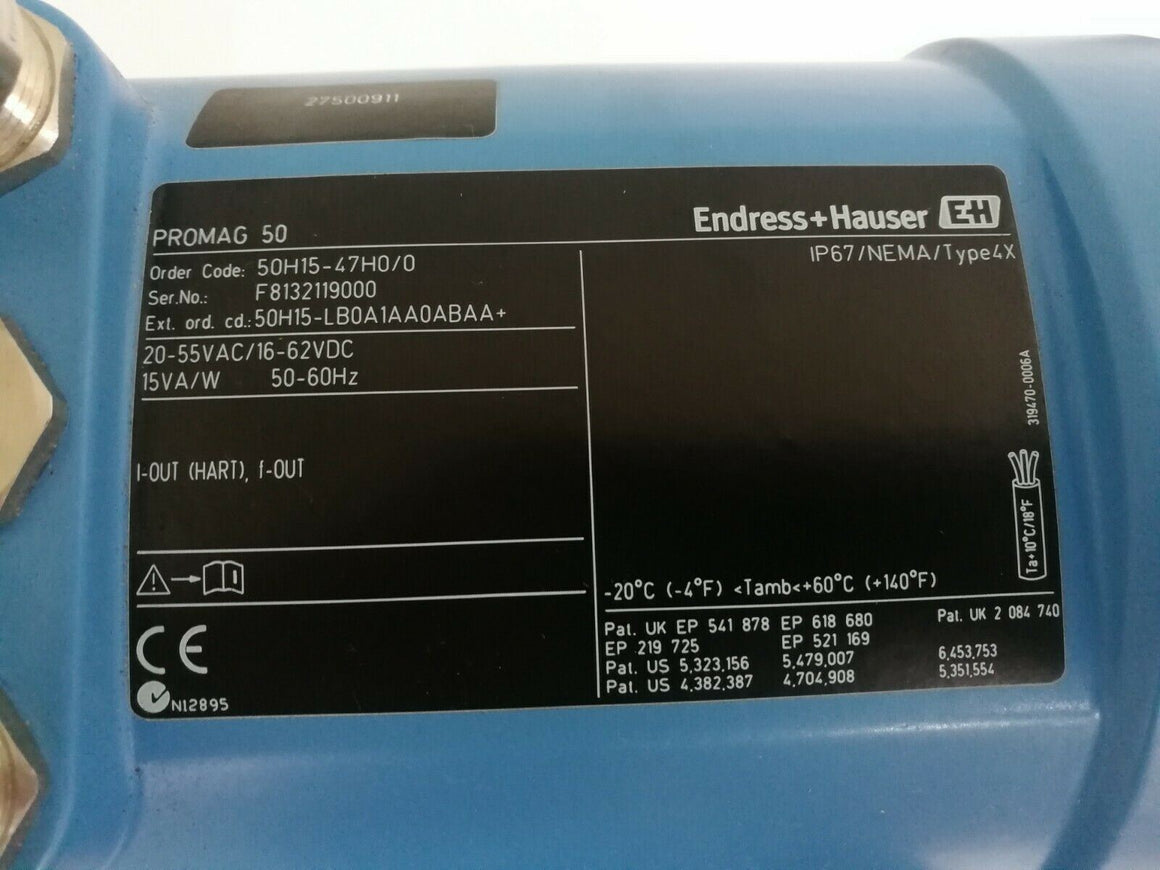 27500911
PROMAG 50
Endress+Hauser EH
IP67/NEMA/Type4X
Order Code: 50H15-47H0/0
Ser.No.: F8132119000
Ext. ord. cd.: 50H15-LB0A1AA0ABAA+
20-55VAC/16-62VDC
15VA/W 50-60Hz
I-OUT (HART), f-OUT
CE
N12895
319470-0006A
Ta+10°C/18°F
-20°C (-4°F) <Tamb<+60°C (+140°F)
Pat. UK EP 541 878 EP 618 680 Pat. UK 2 084 740
EP 219 725 EP 521 169
Pat. US 5,323,156 5,479,007 6,453,753
Pat. US 4,382,387 4,704,908 5,351,554